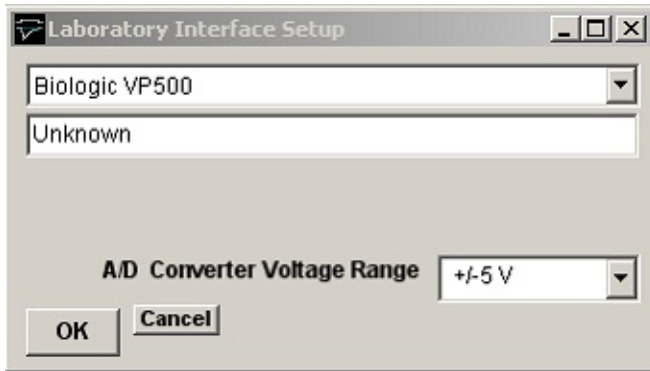 Laboratory Interface Setup
Biologic VP500
Unknown
A/D Converter Voltage Range +/-5 V
OK Cancel